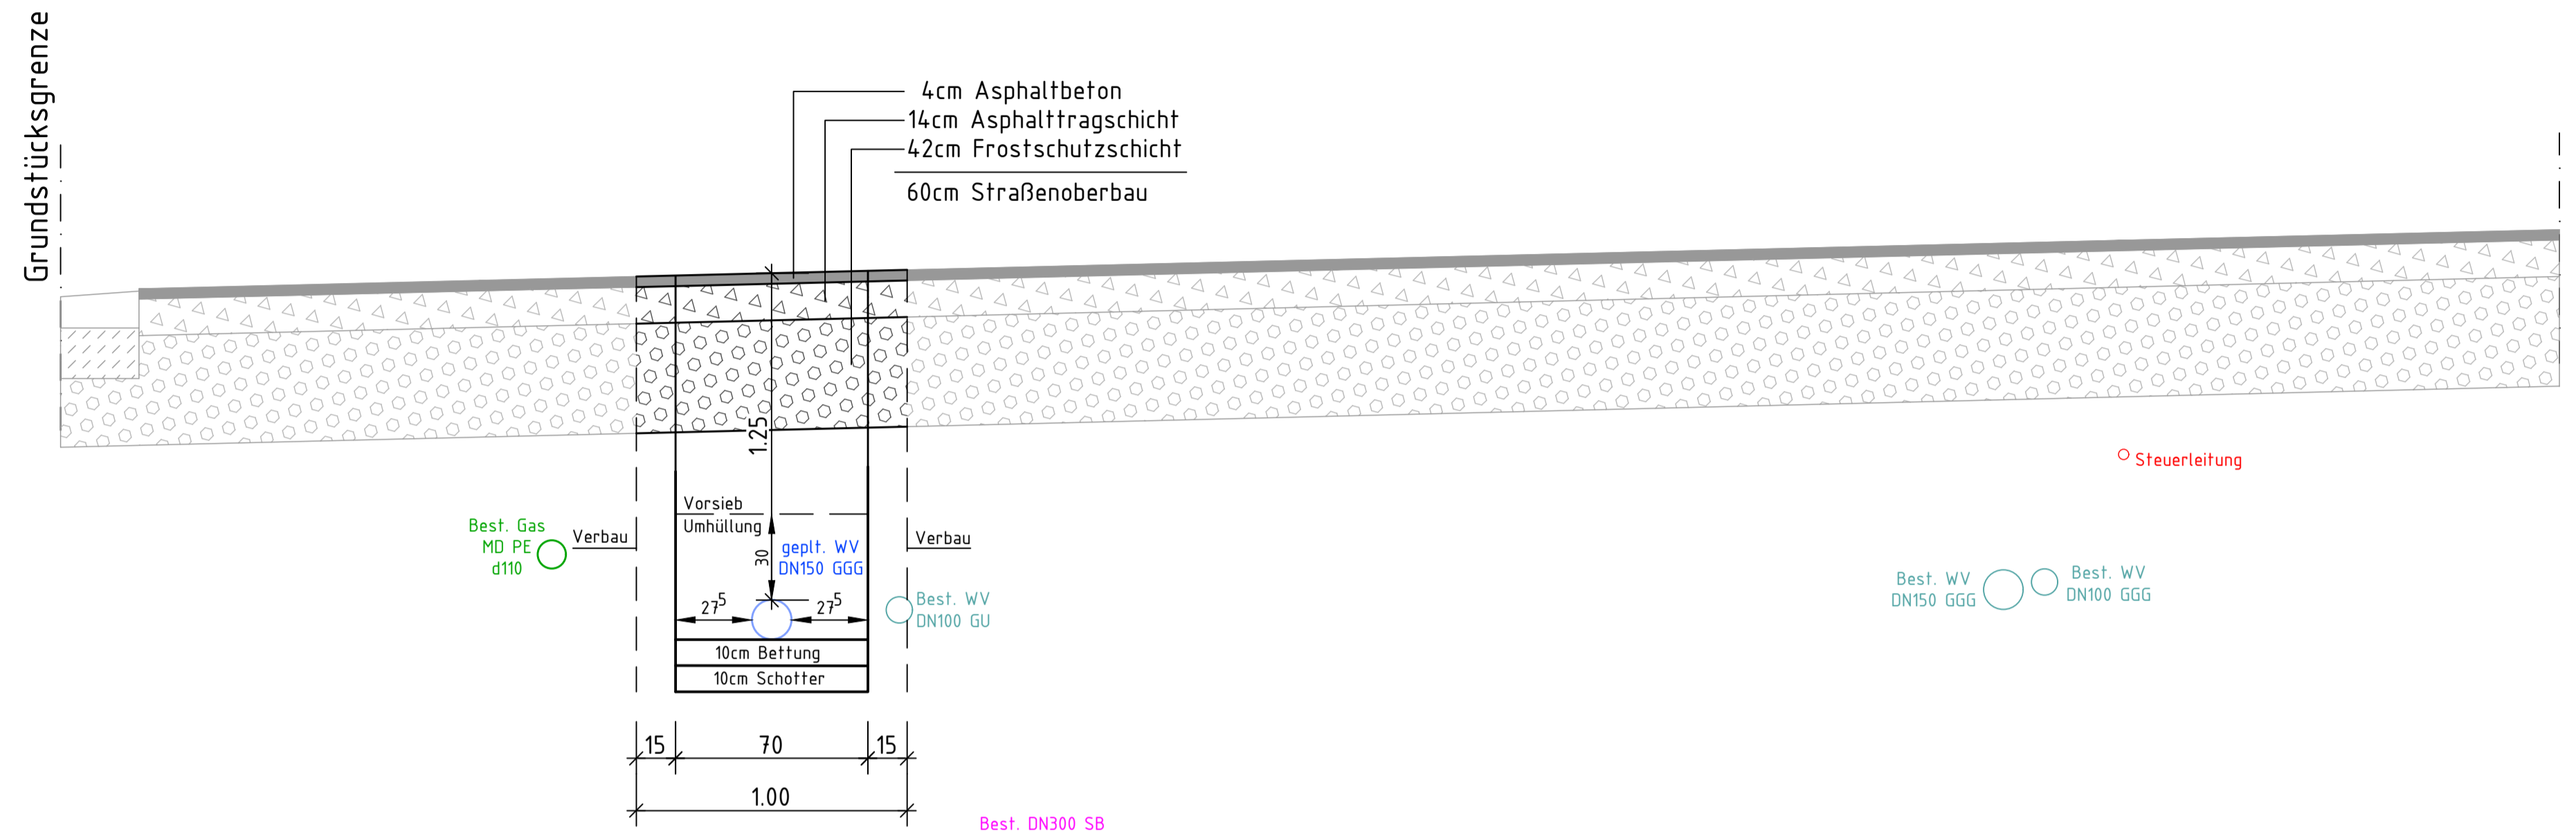 Grundstücksgrenze
4cm Asphaltbeton
14cm Asphalttragschicht
42cm Frostschutzschicht
60cm Straßenoberbau
1.25
Steuerleitung
Vorsieb
Umhüllung
Best. Gas
MD PE
d110
Verbau
Verbau
30
geplt. WV
DN150 GGG
27⁵
27⁵
Best. WV
DN100 GU
Best. WV
DN150 GGG
Best. WV
DN100 GGG
10cm Bettung
10cm Schotter
15
70
15
1.00
Best. DN300 SB